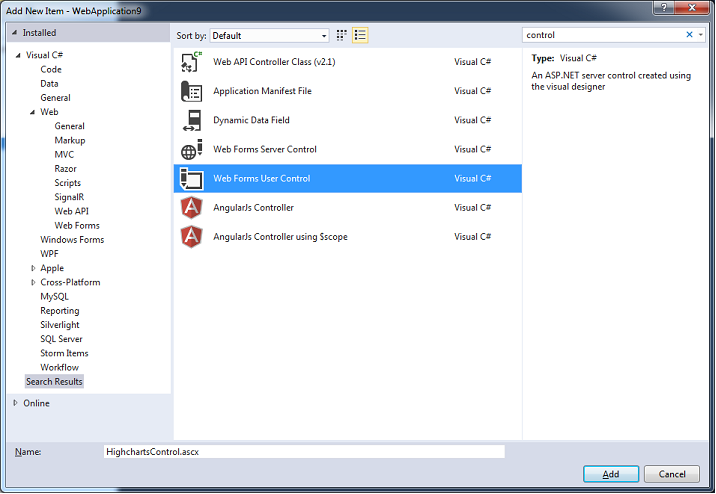 Add New Item - WebApplication9
Installed
Sort by: Default
control
Visual C#
Code
Data
General
Web
General
Markup
MVC
Razor
Scripts
SignalR
Web API
Web Forms
Windows Forms
WPF
Apple
Cross-Platform
MySQL
Reporting
Silverlight
SQL Server
Storm Items
Workflow
Search Results
Online
Web API Controller Class (v2.1) Visual C#
Application Manifest File Visual C#
Dynamic Data Field Visual C#
Web Forms Server Control Visual C#
Web Forms User Control Visual C#
AngularJs Controller Visual C#
AngularJs Controller using $scope Visual C#
Type: Visual C#
An ASP.NET server control created using
the visual designer
Name: HighchartsControl.ascx
Add Cancel